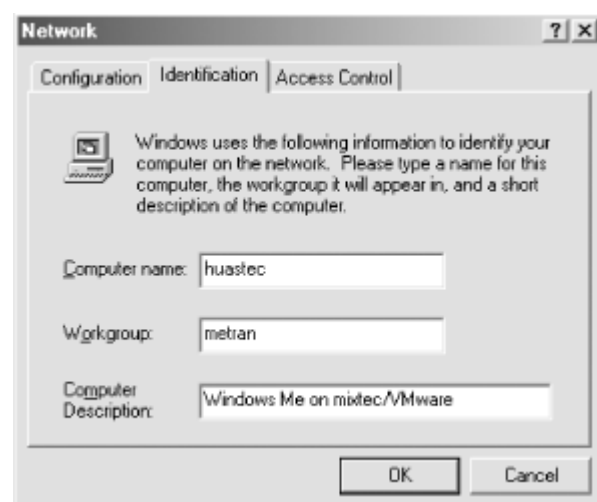 Network
Configuration Identification Access Control
Windows uses the following information to identify your
computer on the network. Please type a name for this
computer, the workgroup it will appear in, and a short
description of the computer.
Computer name: huastec
Workgroup: metran
Computer
Description: Windows Me on mixtec/VMware
OK Cancel